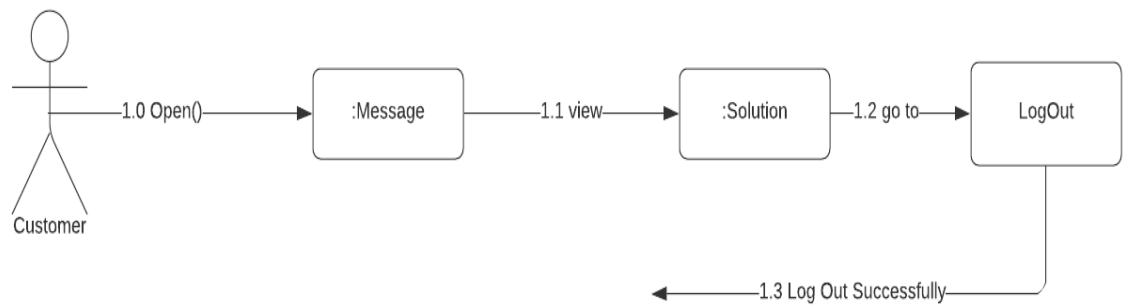 1.0 Open()
:Message
1.1 view
:Solution
1.2 go to
LogOut
Customer
1.3 Log Out Successfully